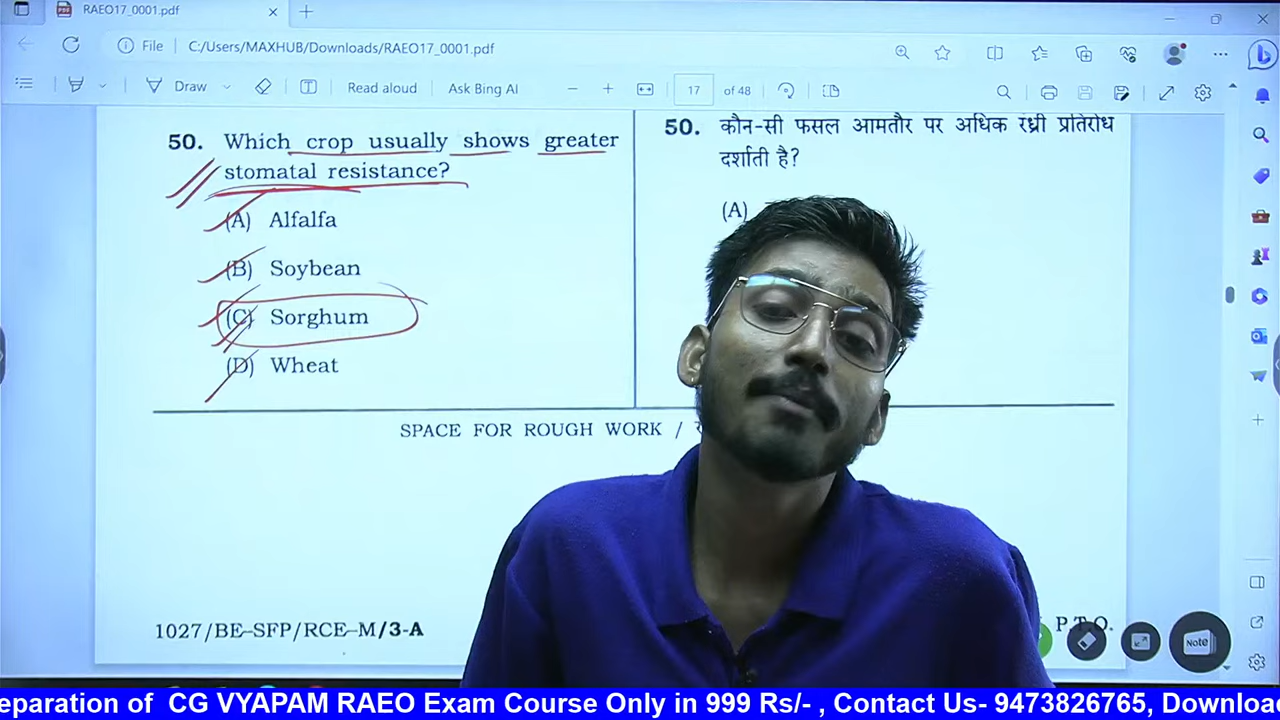 RAEO17_0001.pdf
File
C:/Users/MAXHUB/Downloads/RAEO17_0001.pdf
Draw
Read aloud
Ask Bing AI
17
of 48
50. Which crop usually shows greater
stomatal resistance?
(A) Alfalfa
(B) Soybean
(C) Sorghum
(D) Wheat
50. कौन-सी फसल आमतौर पर अधिक रंध्री प्रतिरोध
दर्शाती है?
(A)
SPACE FOR ROUGH WORK /
1027/BE–SFP/RCE–M/3-A
P.T.O.
Note
eparation of CG VYAPAM RAEO Exam Course Only in 999 Rs/- , Contact Us- 9473826765, Downloa